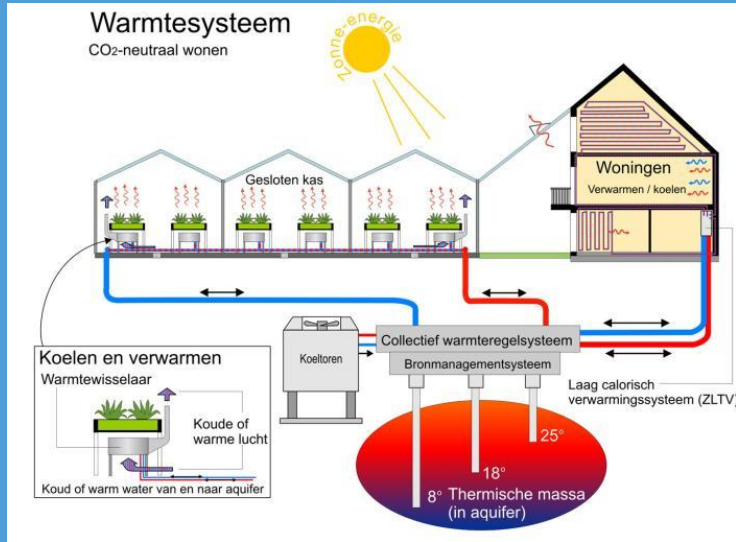 Warmtesysteem
CO2-neutraal wonen
Zonne-energie
Gesloten kas
Woningen
Verwarmen / koelen
Koeltoren
Collectief warmteregelsysteem
Bronmanagementsysteem
Laag calorisch
verwarmingssysteem (ZLTV)
Koelen en verwarmen
Warmtewisselaar
Koude of
warme lucht
Koud of warm water van en naar aquifer
25°
18°
8° Thermische massa
(in aquifer)